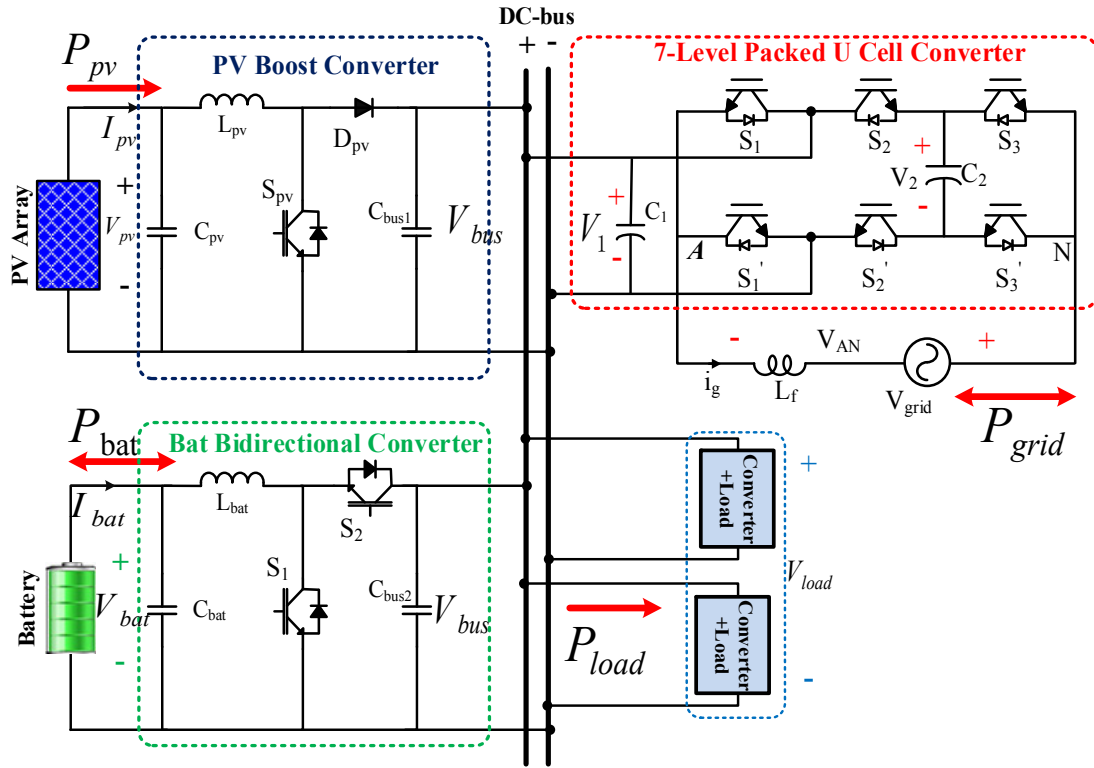 DC-bus
+ -
P_pv
PV Boost Converter
I_pv
L_pv
D_pv
S_pv
+
V_pv
-
PV Array
C_pv
C_bus1
V_bus
7-Level Packed U Cell Converter
S_1
S_2
S_3
+
V_2
-
C_2
+
V_1
-
C_1
A
N
S_1'
S_2'
S_3'
-
V_AN
+
i_g
L_f
V_grid
P_grid
P_bat
Bat Bidirectional Converter
I_bat
L_bat
S_2
S_1
+
V_bat
-
Battery
C_bat
C_bus2
V_bus
Converter
+Load
+
V_load
Converter
+Load
-
P_load